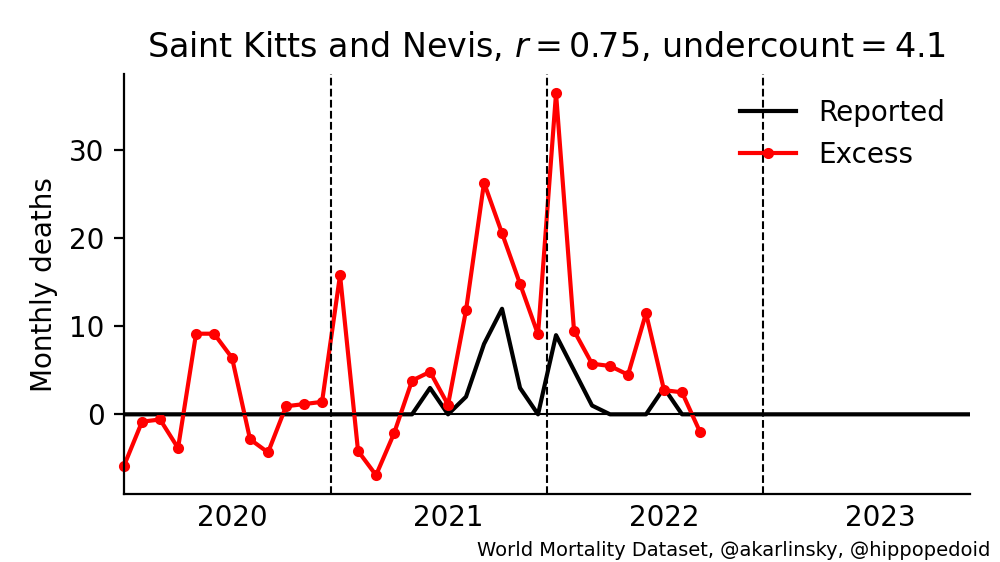 Saint Kitts and Nevis, r = 0.75, undercount = 4.1
Reported
Excess
Monthly deaths
30
20
10
0
2020 2021 2022 2023
World Mortality Dataset, @akarlinsky, @hippopedoid